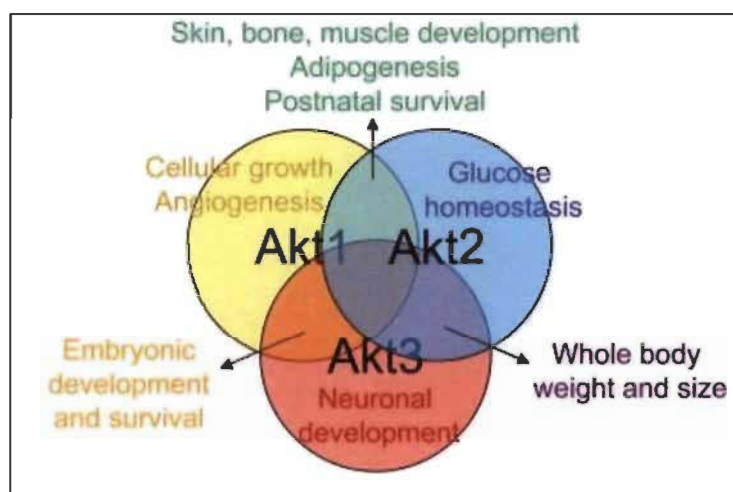 Skin, bone, muscle development
Adipogenesis
Postnatal survival
Cellular growth
Angiogenesis
Glucose
homeostasis
Akt1
Akt2
Embryonic
development
and survival
Akt3
Neuronal
development
Whole body
weight and size